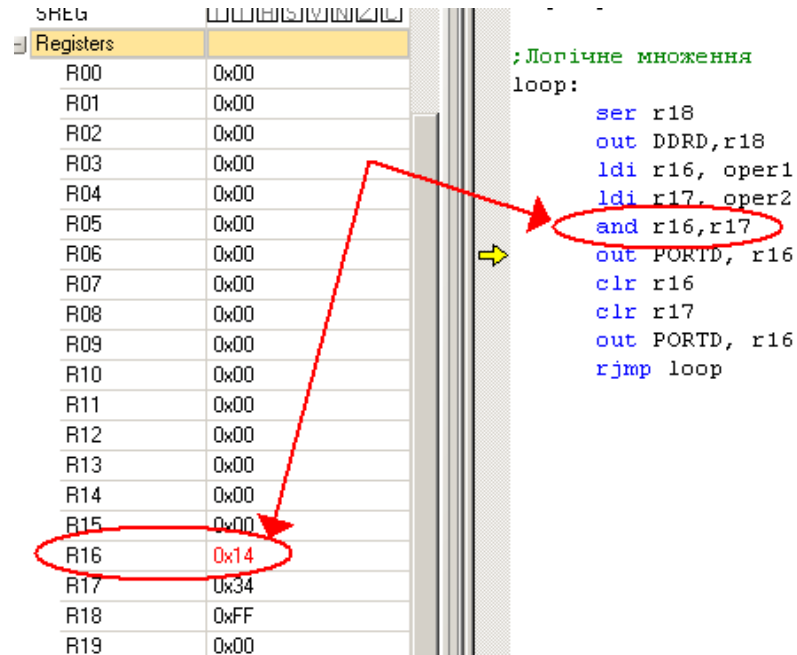 SREG I T H S V N Z C
Registers
R00 0x00
R01 0x00
R02 0x00
R03 0x00
R04 0x00
R05 0x00
R06 0x00
R07 0x00
R08 0x00
R09 0x00
R10 0x00
R11 0x00
R12 0x00
R13 0x00
R14 0x00
R15 0x00
R16 0x14
R17 0x34
R18 0xFF
R19 0x00
;Логічне множення
loop:
ser r18
out DDRD,r18
ldi r16, oper1
ldi r17, oper2
and r16,r17
out PORTD, r16
clr r16
clr r17
out PORTD, r16
rjmp loop